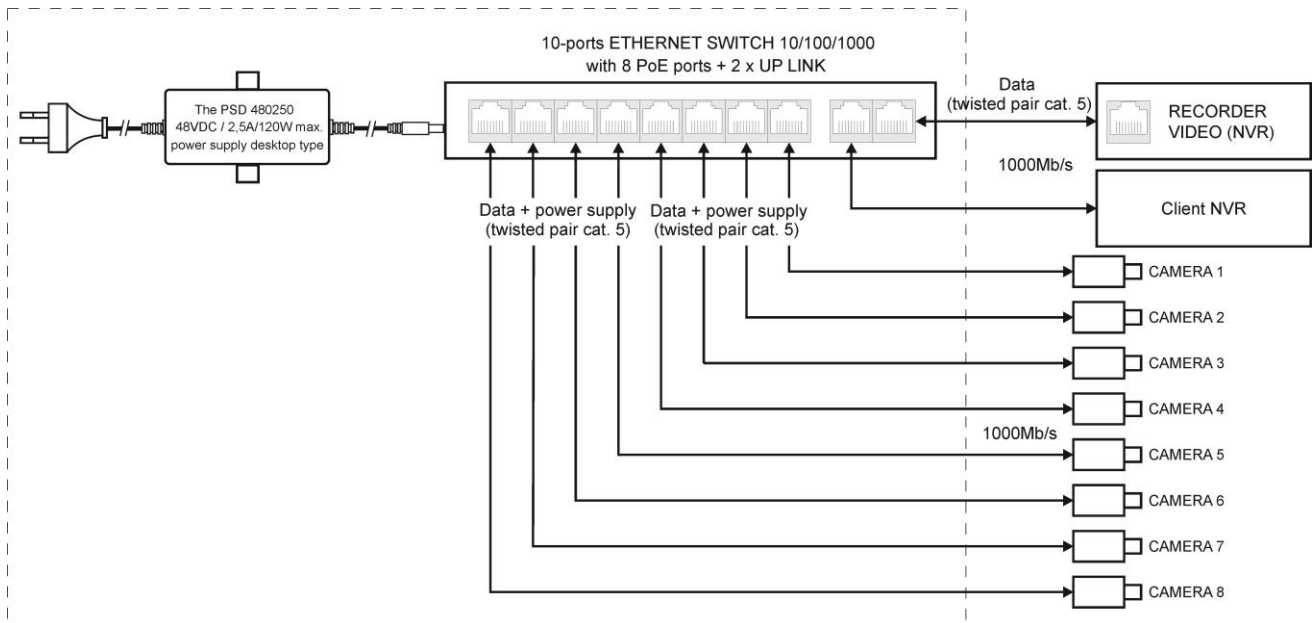 10-ports ETHERNET SWITCH 10/100/1000
with 8 PoE ports + 2 x UP LINK
The PSD 480250
48VDC / 2,5A/120W max.
power supply desktop type
Data
(twisted pair cat. 5)
RECORDER
VIDEO (NVR)
1000Mb/s
Client NVR
Data + power supply
(twisted pair cat. 5)
Data + power supply
(twisted pair cat. 5)
CAMERA 1
CAMERA 2
CAMERA 3
CAMERA 4
1000Mb/s
CAMERA 5
CAMERA 6
CAMERA 7
CAMERA 8